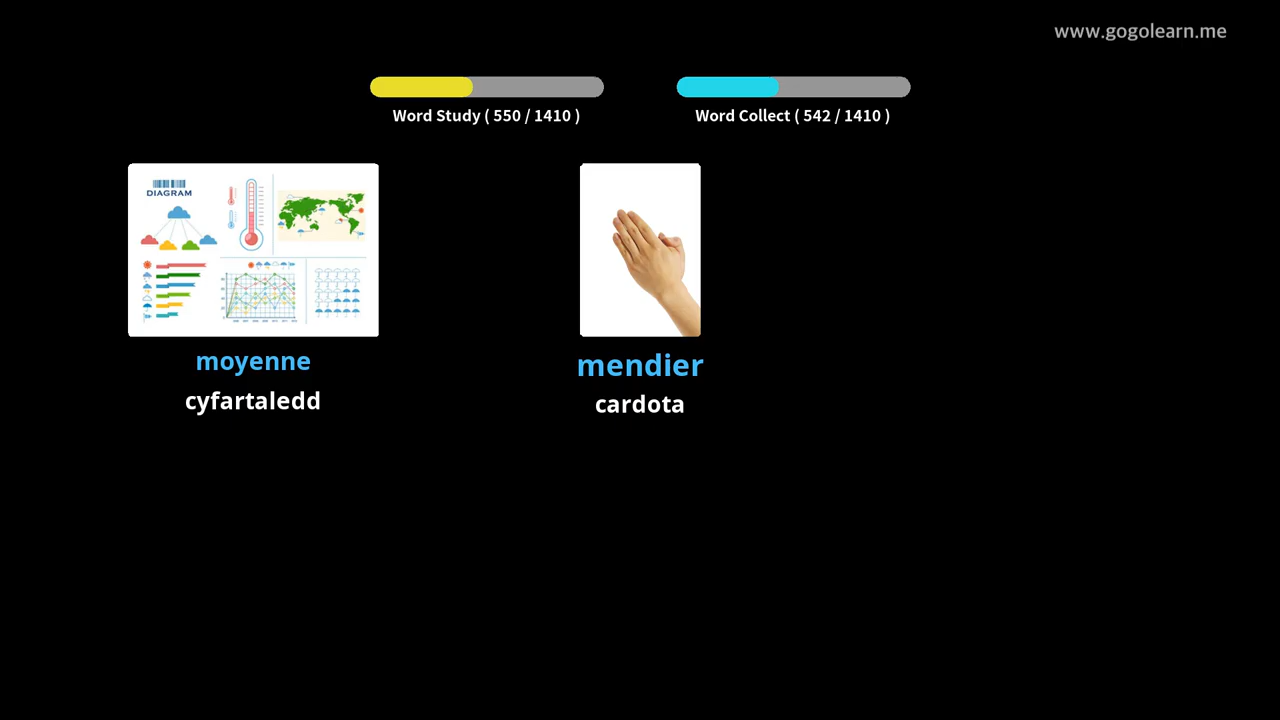 www.gogolearn.me
Word Study ( 550 / 1410 )
Word Collect ( 542 / 1410 )
DIAGRAM
moyenne
cyfartaledd
mendier
cardota